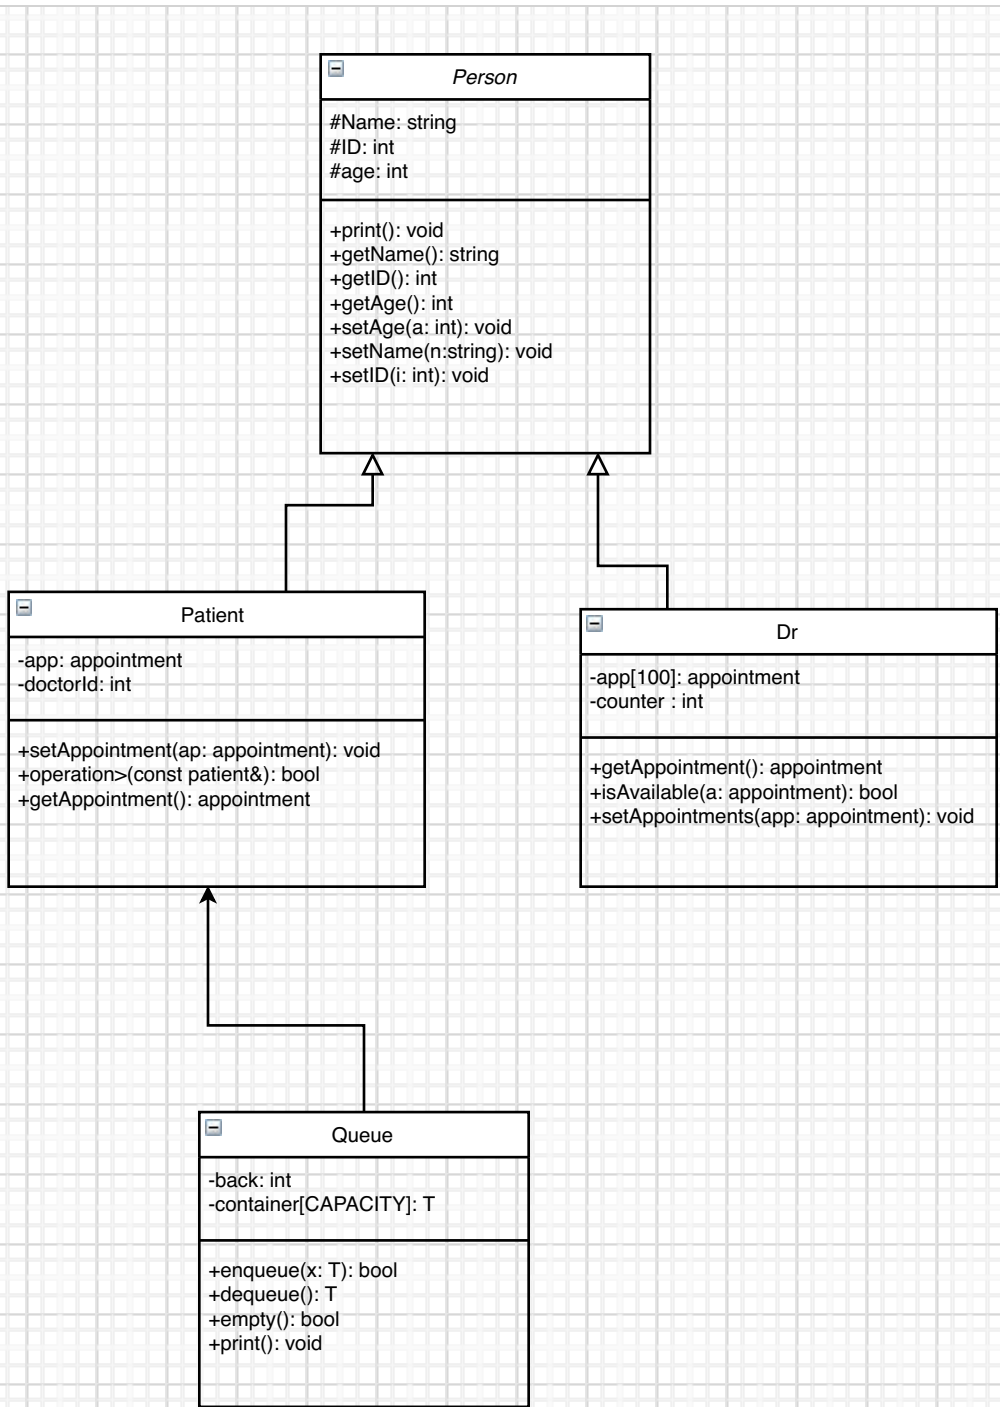 Person
#Name: string
#ID: int
#age: int
+print(): void
+getName(): string
+getID(): int
+getAge(): int
+setAge(a: int): void
+setName(n:string): void
+setID(i: int): void
Patient
-app: appointment
-doctorId: int
+setAppointment(ap: appointment): void
+operation>(const patient&): bool
+getAppointment(): appointment
Dr
-app[100]: appointment
-counter : int
+getAppointment(): appointment
+isAvailable(a: appointment): bool
+setAppointments(app: appointment): void
Queue
-back: int
-container[CAPACITY]: T
+enqueue(x: T): bool
+dequeue(): T
+empty(): bool
+print(): void